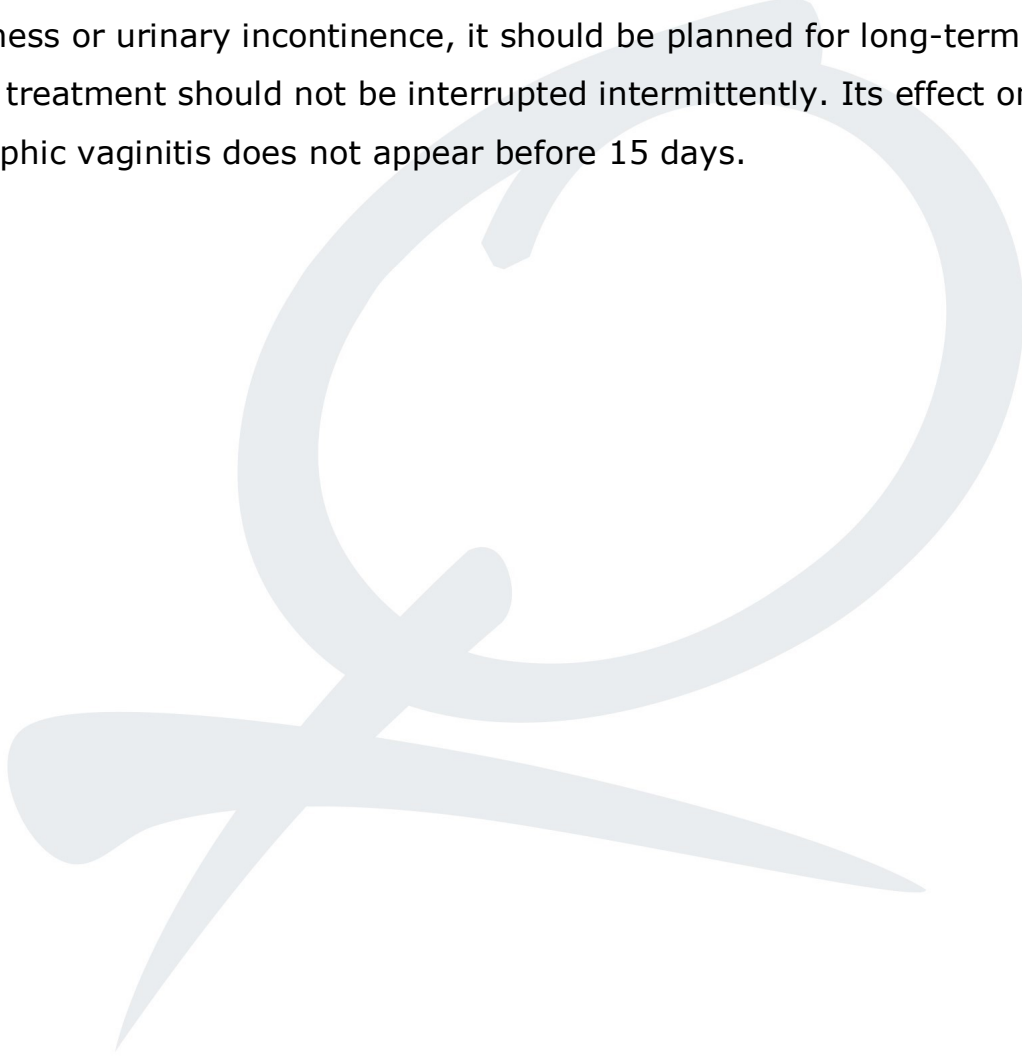 ness or urinary incontinence, it should be planned for long-term
treatment should not be interrupted intermittently. Its effect
phic vaginitis does not appear before 15 days.